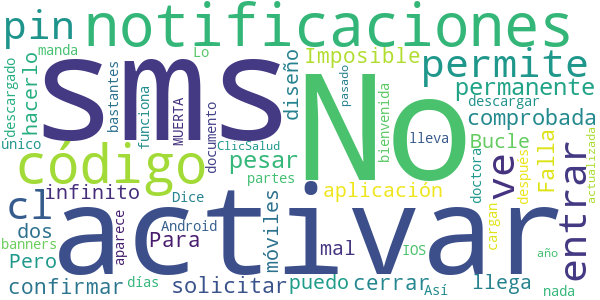 pin notificaciones
manda
descargado
hacerlo
único
bastantes
funciona
MUERTA
Lo
documento
sms
diseño
Imposible
pasado
No
bienvenida
permite
permanente
descargar
comprobada
código
ClicSalud
pesar
partes
lleva
Bucle
doctora
entrar
ve
después
Falla
actualizada
infinito
Dice
aplicación
cl
activar
dos
banners
Pero
aparece
Para
Android
móviles
mal
IOS
cargan
año
confirmar
días
solicitar
puedo
cerrar
Así
llega
nada